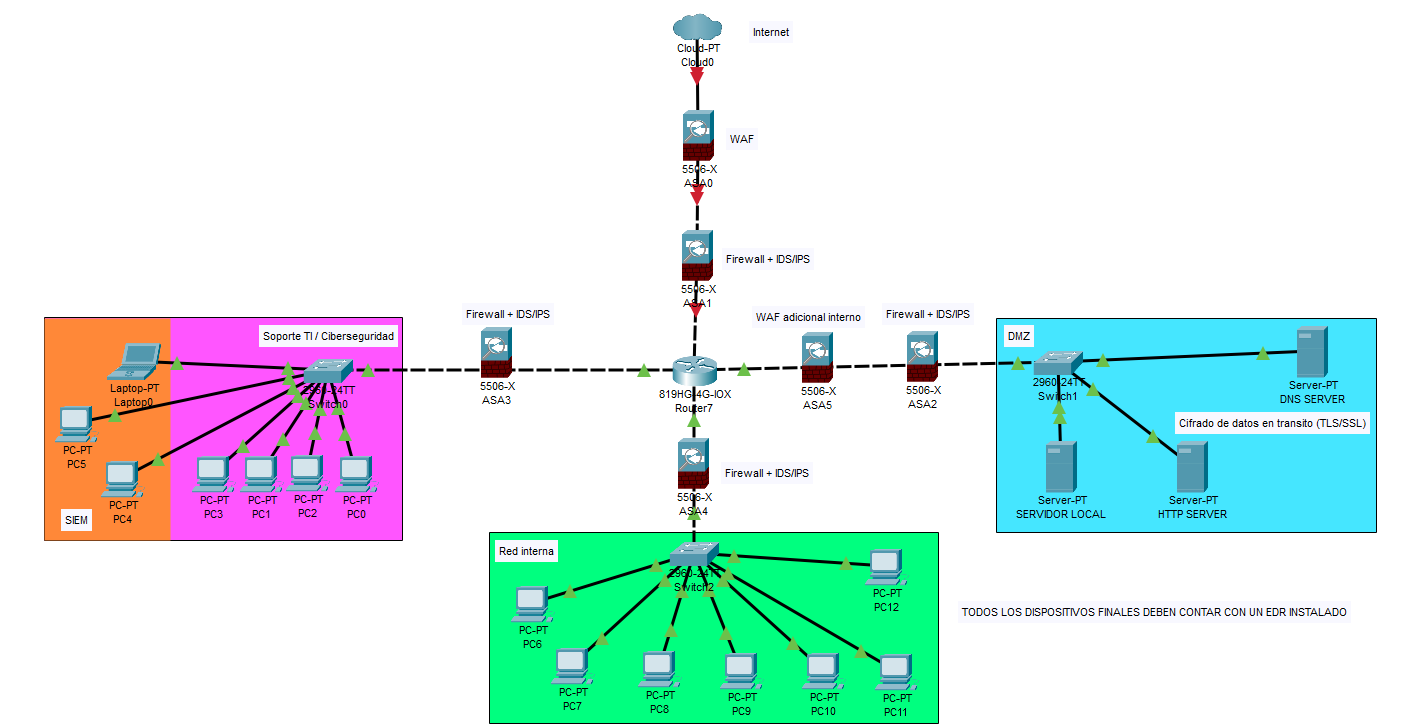 Internet
Cloud-PT
Cloud0
WAF
5506-X
ASA0
Firewall + IDS/IPS
5506-X
ASA1
Firewall + IDS/IPS
5506-X
ASA3
819HG-4G-IOX
Router7
WAF adicional interno
5506-X
ASA5
Firewall + IDS/IPS
5506-X
ASA2
Firewall + IDS/IPS
5506-X
ASA4
Soporte TI / Ciberseguridad
Laptop-PT
Laptop0
2960-24TT
Switch0
PC-PT
PC5
PC-PT
PC4
SIEM
PC-PT
PC3
PC-PT
PC1
PC-PT
PC2
PC-PT
PC0
DMZ
2960-24TT
Switch1
Server-PT
DNS SERVER
Cifrado de datos en transito (TLS/SSL)
Server-PT
SERVIDOR LOCAL
Server-PT
HTTP SERVER
Red interna
2960-24TT
Switch2
PC-PT
PC12
PC-PT
PC6
PC-PT
PC7
PC-PT
PC8
PC-PT
PC9
PC-PT
PC10
PC-PT
PC11
TODOS LOS DISPOSITIVOS FINALES DEBEN CONTAR CON UN EDR INSTALADO